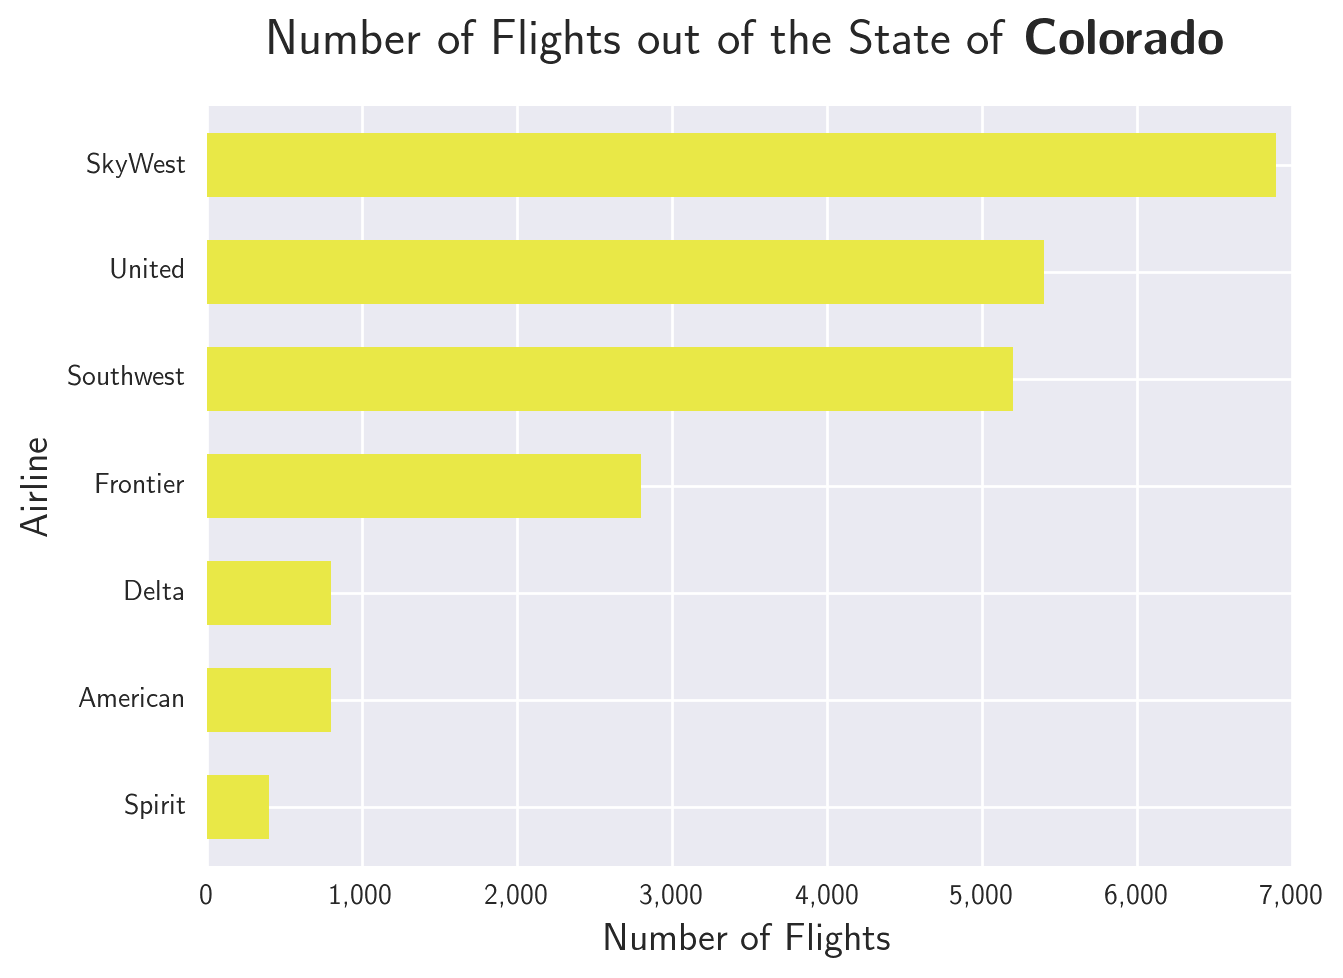 Number of Flights out of the State of Colorado
SkyWest
United
Southwest
Frontier
Delta
American
Spirit
Airline
0 1,000 2,000 3,000 4,000 5,000 6,000 7,000
Number of Flights